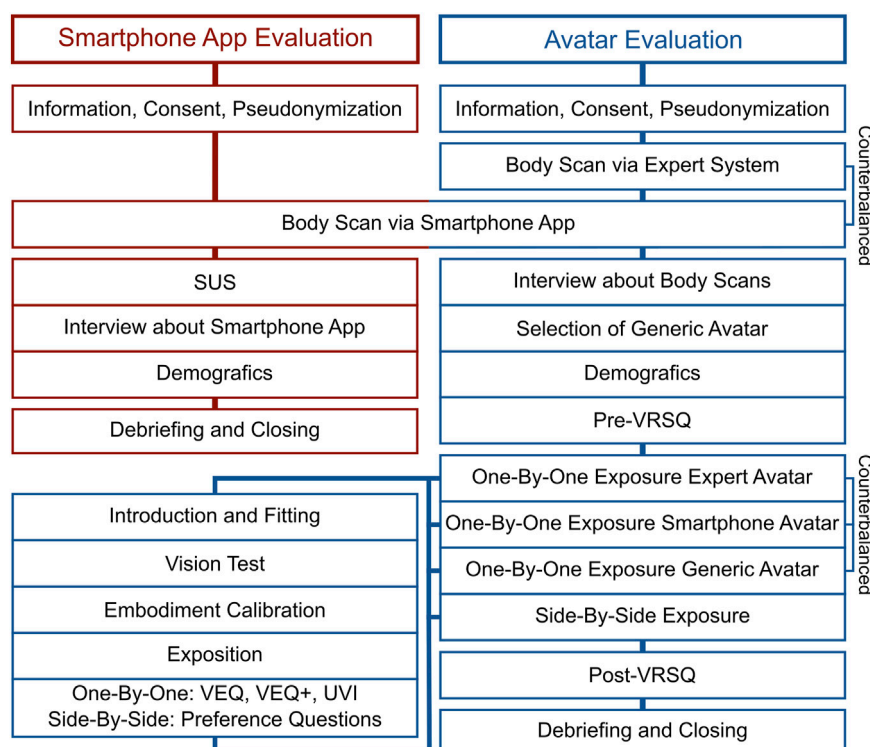 Smartphone App Evaluation
Information, Consent, Pseudonymization
Avatar Evaluation
Information, Consent, Pseudonymization
Body Scan via Expert System
Counterbalanced
Body Scan via Smartphone App
SUS
Interview about Smartphone App
Demografics
Debriefing and Closing
Interview about Body Scans
Selection of Generic Avatar
Demografics
Pre-VRSQ
One-By-One Exposure Expert Avatar
One-By-One Exposure Smartphone Avatar
One-By-One Exposure Generic Avatar
Counterbalanced
Side-By-Side Exposure
Post-VRSQ
Debriefing and Closing
Introduction and Fitting
Vision Test
Embodiment Calibration
Exposition
One-By-One: VEQ, VEQ+, UVI
Side-By-Side: Preference Questions